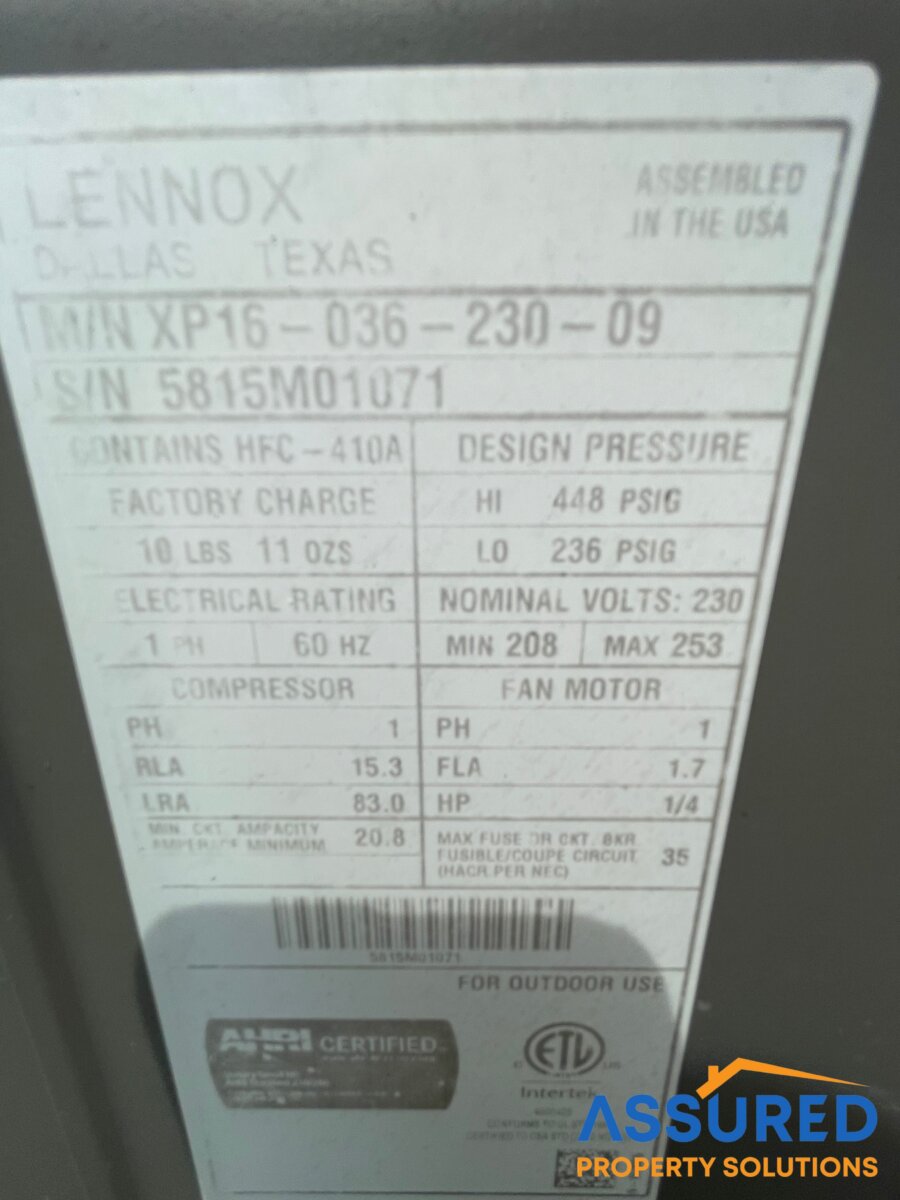 LENNOX
DALLAS TEXAS
ASSEMBLED
IN THE USA
M/N XP16-036-230-09
S/N 5815M01071
CONTAINS HFC-410A
DESIGN PRESSURE
FACTORY CHARGE
HI 448 PSIG
10 LBS 11 OZS
LO 236 PSIG
ELECTRICAL RATING
NOMINAL VOLTS: 230
1 PH 60 HZ
MIN 208 MAX 253
COMPRESSOR
FAN MOTOR
PH 1
PH 1
RLA 15.3
FLA 1.7
LRA 83.0
HP 1/4
MIN. CKT. AMPACITY
AMPERAGE MINIMUM 20.8
MAX FUSE OR CKT. BKR
FUSIBLE/COUPE CIRCUIT 35
(HACR PER NEC)
5815M01071
FOR OUTDOOR USE
AHRI CERTIFIED
C ETL US
Intertek
ASSURED
PROPERTY SOLUTIONS